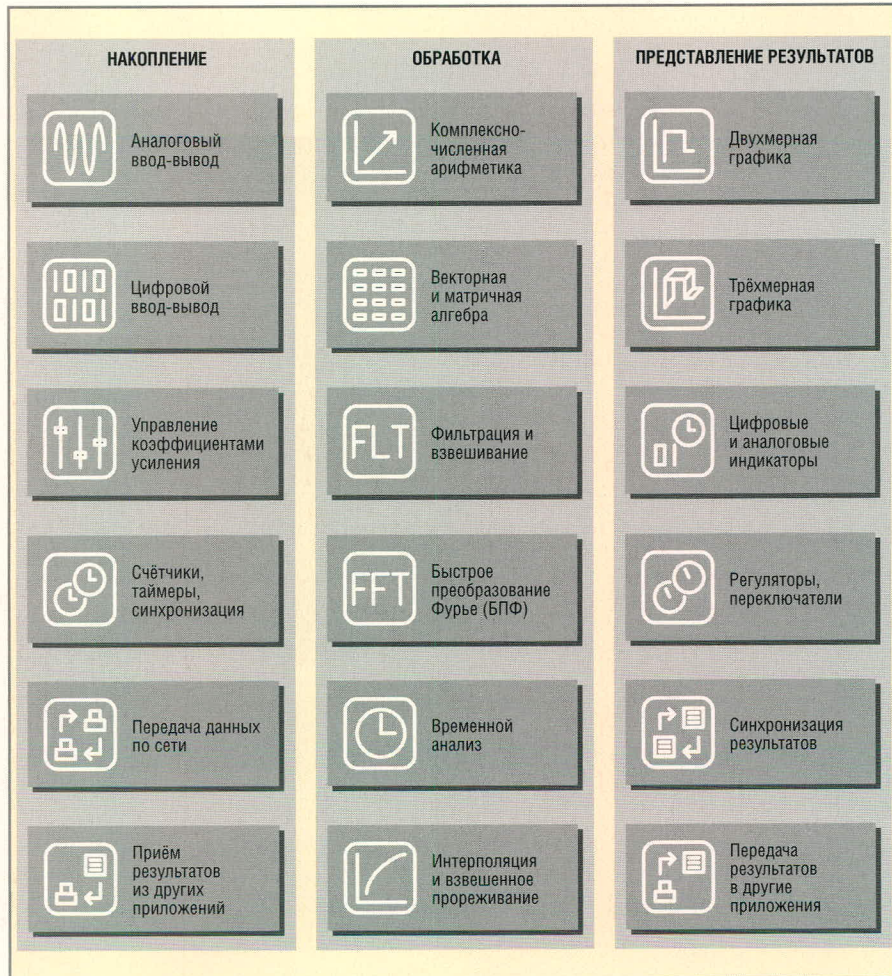 НАКОПЛЕНИЕ
Аналоговый
ввод-вывод
1010
0101
Цифровой
ввод-вывод
Управление
коэффициентами
усиления
Счётчики,
таймеры,
синхронизация
Передача данных
по сети
Приём
результатов
из других
приложений
ОБРАБОТКА
Комплексно-
численная
арифметика
Векторная
и матричная
алгебра
FLT
Фильтрация и
взвешивание
FFT
Быстрое
преобразование
Фурье (БПФ)
Временной
анализ
Интерполяция
и взвешенное
прореживание
ПРЕДСТАВЛЕНИЕ РЕЗУЛЬТАТОВ
Двухмерная
графика
Трёхмерная
графика
01
Цифровые
и аналоговые
индикаторы
Регуляторы,
переключатели
Синхронизация
результатов
Передача
результатов
в другие
приложения